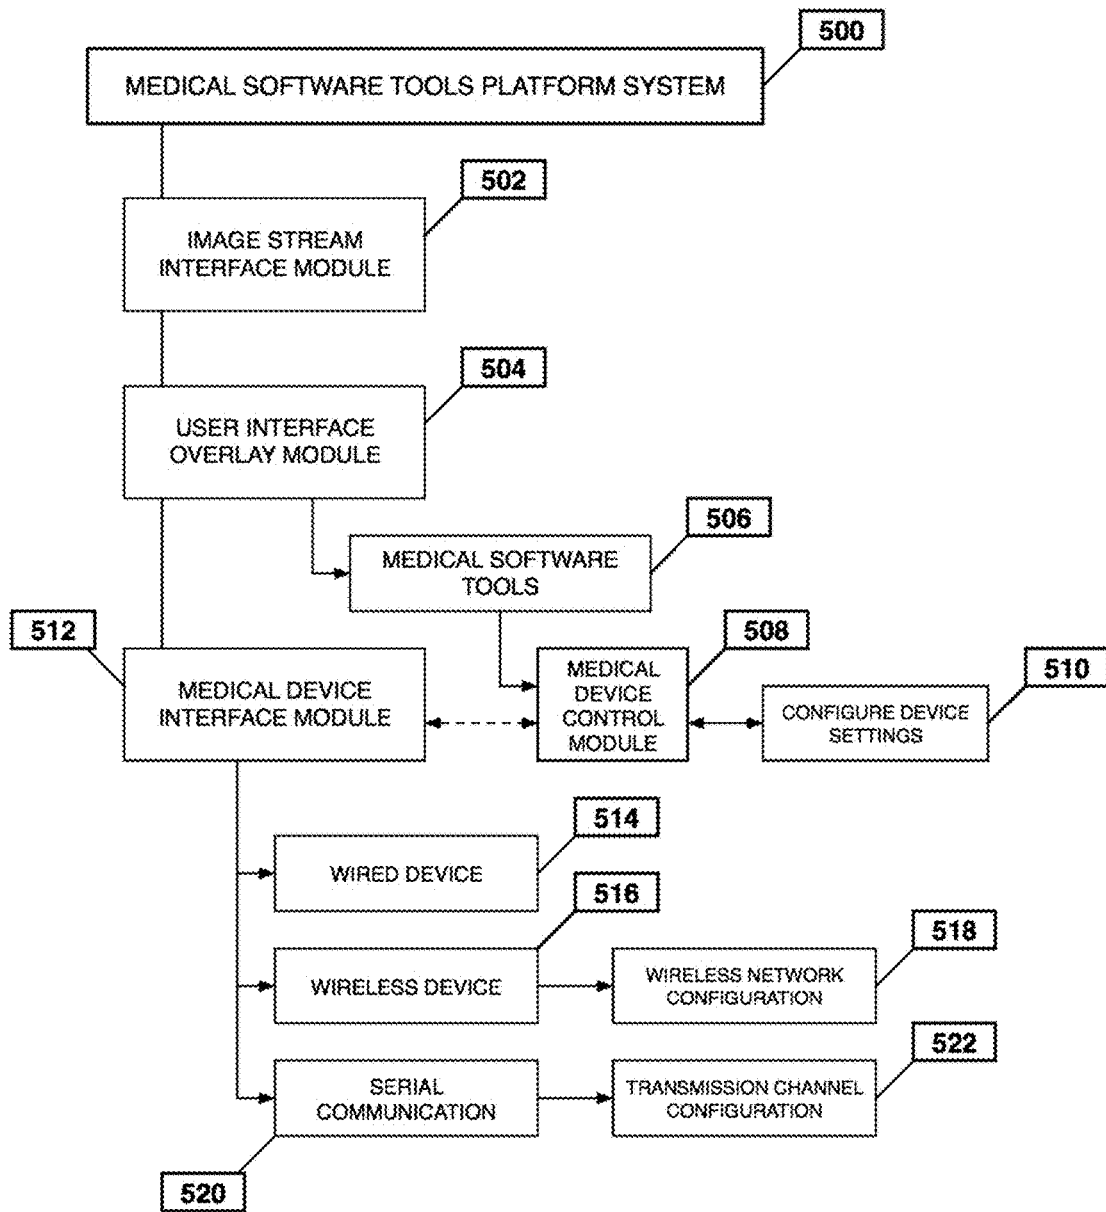 500
MEDICAL SOFTWARE TOOLS PLATFORM SYSTEM
502
IMAGE STREAM
INTERFACE MODULE
504
USER INTERFACE
OVERLAY MODULE
506
MEDICAL SOFTWARE
TOOLS
512
MEDICAL DEVICE
INTERFACE MODULE
508
MEDICAL
DEVICE
CONTROL
MODULE
510
CONFIGURE DEVICE
SETTINGS
514
WIRED DEVICE
516
WIRELESS DEVICE
518
WIRELESS NETWORK
CONFIGURATION
SERIAL
COMMUNICATION
520
522
TRANSMISSION CHANNEL
CONFIGURATION